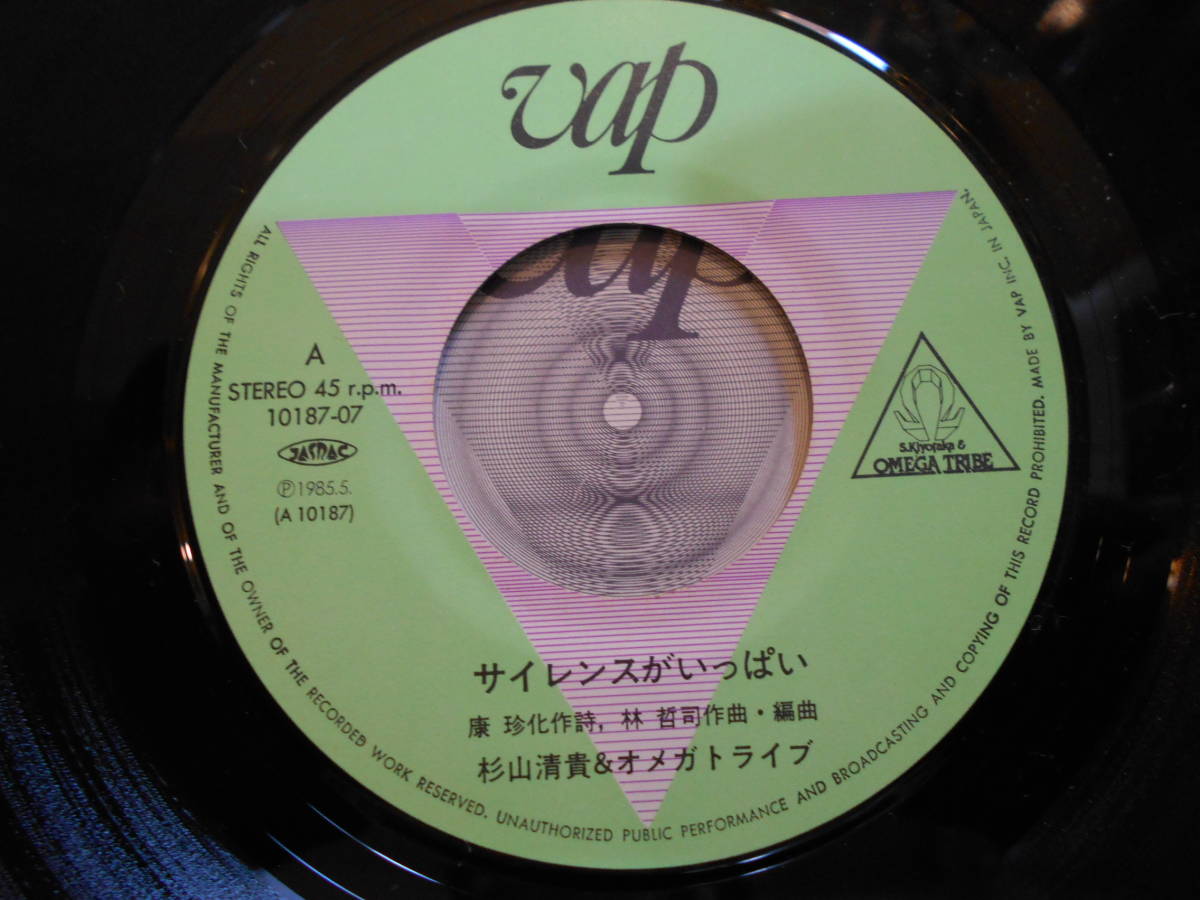 vap
A
STEREO 45 r.p.m.
10187-07
JASRAC
Ⓟ1985.5.
(A 10187)
S.Kiyotaka &
OMEGA TRIBE
サイレンスがいっぱい
康 珍化作詩, 林 哲司作曲・編曲
杉山清貴&オメガトライブ
ALL RIGHTS OF THE MANUFACTURER AND OF THE OWNER OF THE RECORDED WORK RESERVED. UNAUTHORIZED PUBLIC PERFORMANCE AND BROADCASTING AND COPYING OF THIS RECORD PROHIBITED. MADE BY VAP INC. IN JAPAN.
vap